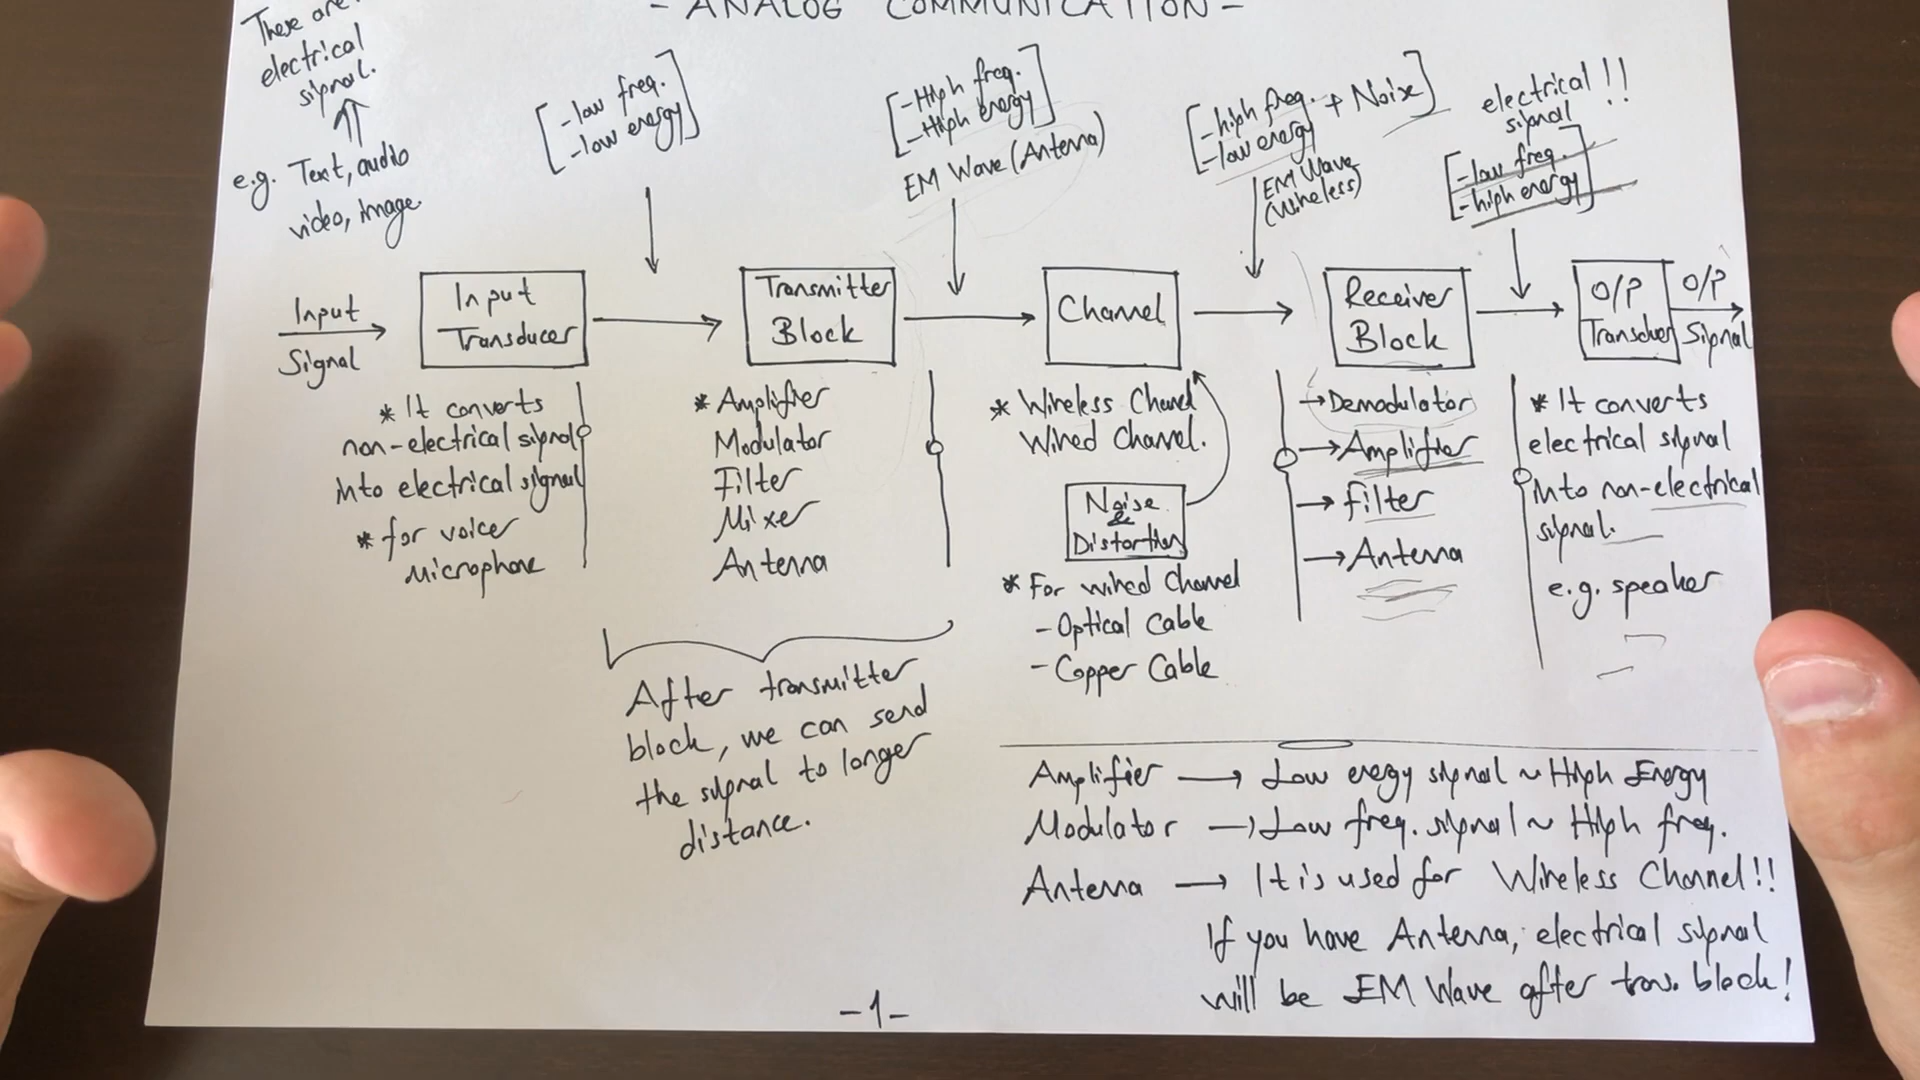 - ANALOG COMMUNICATION -
These are
electrical
signal.
e.g. Text, audio
video, image.
[-low freq.
-low energy]
[-High freq.
-High energy]
EM Wave (Antenna)
[-high freq. + Noise]
-low energy
EM Wave
(Wireless)
electrical !!
signal
[-low freq.
-high energy]
Input
Signal
Input
Transducer
Transmitter
Block
Channel
Receiver
Block
O/P
Transducer
O/P
Signal
* It converts
non-electrical signal
into electrical signal
* for voice
microphone
* Amplifier
Modulator
Filter
Mixer
Antenna
After transmitter
block, we can send
the signal to longer
distance.
* Wireless Channel
Wired Channel.
Noise
&
Distortion
* For wired Channel
- Optical Cable
- Copper Cable
→ Demodulator
→ Amplifier
→ filter
→ Antenna
* It converts
electrical signal
into non-electrical
signal.
e.g. speaker
Amplifier → Low energy signal ~ High Energy
Modulator → Low freq. signal ~ High freq.
Antenna → It is used for Wireless Channel!!
If you have Antenna, electrical signal
will be EM Wave after trans. block!
-1-